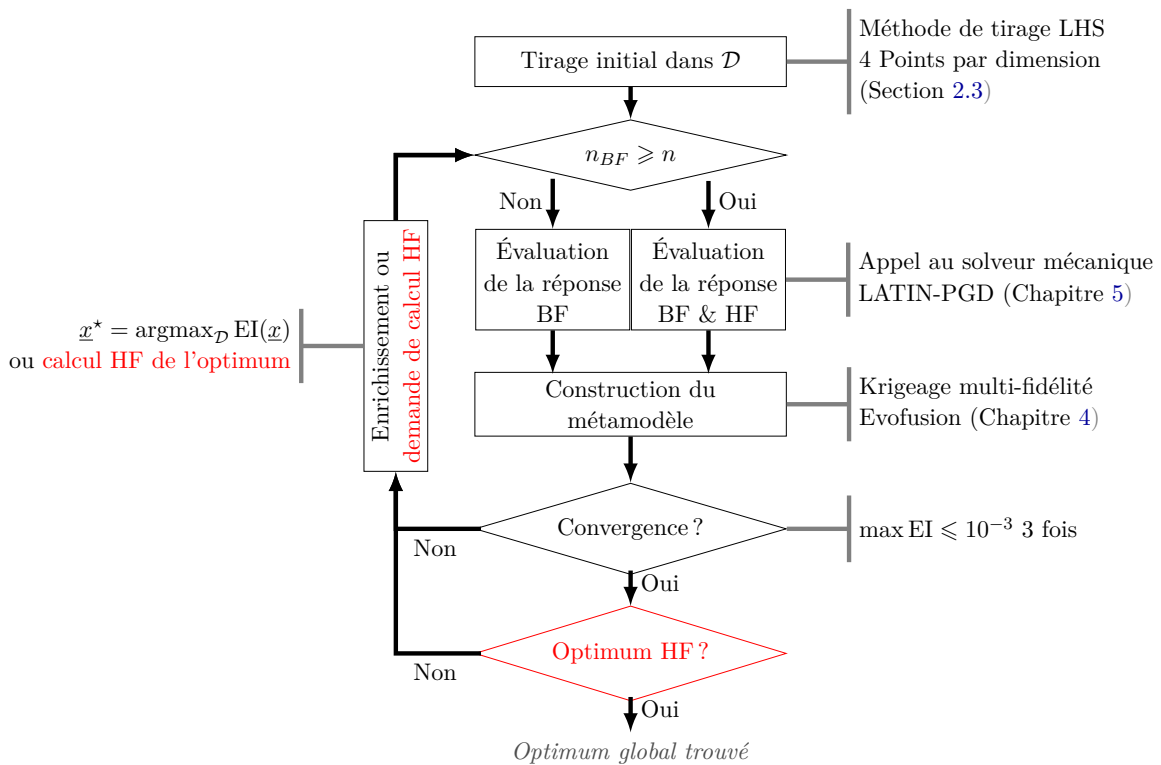 Tirage initial dans 𝒟
Méthode de tirage LHS
4 Points par dimension
(Section 2.3)
n_{BF} ⩾ n
Non
Oui
Évaluation
de la réponse
BF
Évaluation
de la réponse
BF & HF
Appel au solveur mécanique
LATIN-PGD (Chapitre 5)
Enrichissement ou
demande de calcul HF
x̲⋆ = argmax_𝒟 EI(x̲)
ou calcul HF de l'optimum
Construction du
métamodèle
Krigeage multi-fidélité
Evofusion (Chapitre 4)
Convergence ?
Non
max EI ⩽ 10⁻³ 3 fois
Oui
Optimum HF ?
Non
Oui
Optimum global trouvé